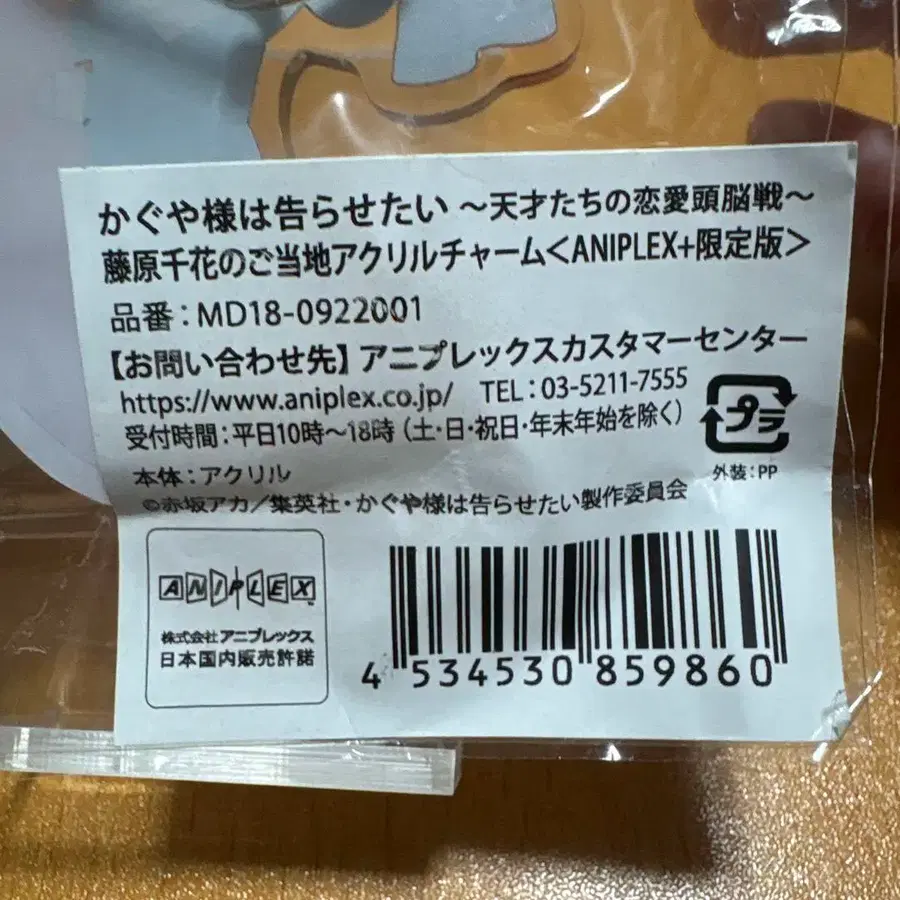 かぐや様は告らせたい ～天才たちの恋愛頭脳戦～
藤原千花のご当地アクリルチャーム<ANIPLEX+限定版>
品番：MD18-0922001
【お問い合わせ先】アニプレックスカスタマーセンター
https://www.aniplex.co.jp/ TEL：03-5211-7555
受付時間：平日10時～18時（土・日・祝日・年末年始を除く）
プラ
外装：PP
本体：アクリル
©赤坂アカ／集英社・かぐや様は告らせたい製作委員会
ANIPLEX™
株式会社アニプレックス
日本国内販売許諾
4 534530 859860